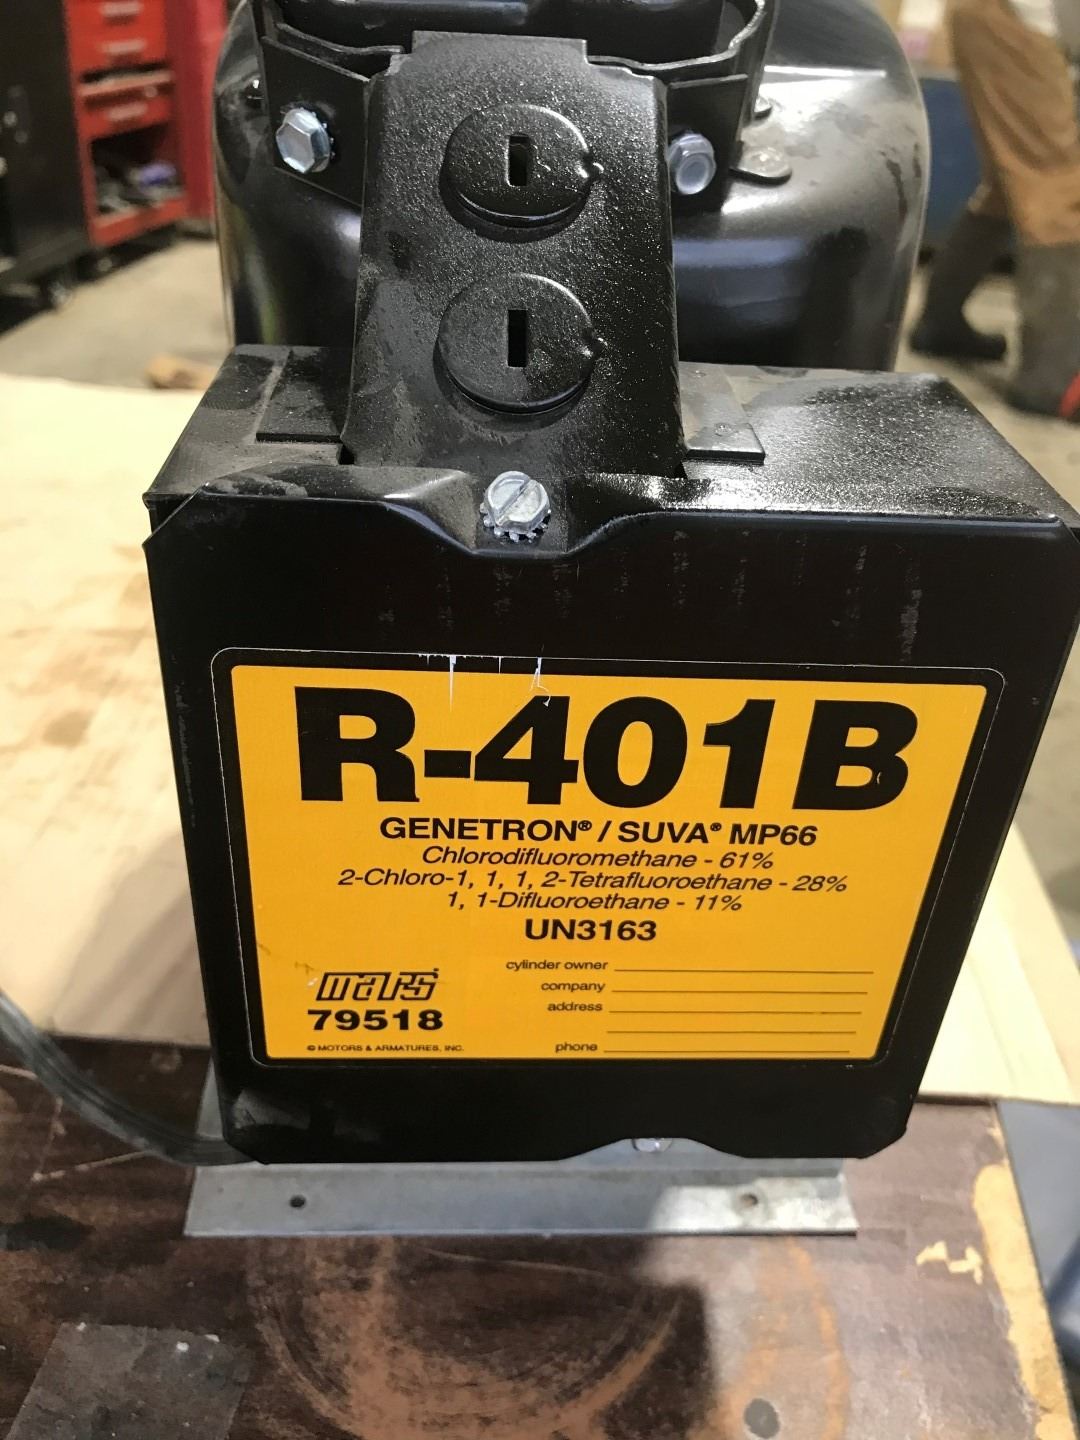 R-401B
GENETRON® / SUVA® MP66
Chlorodifluoromethane - 61%
2-Chloro-1, 1, 1, 2-Tetrafluoroethane - 28%
1, 1-Difluoroethane - 11%
UN3163
cylinder owner
company
address
phone
mars
79518
© MOTORS & ARMATURES, INC.